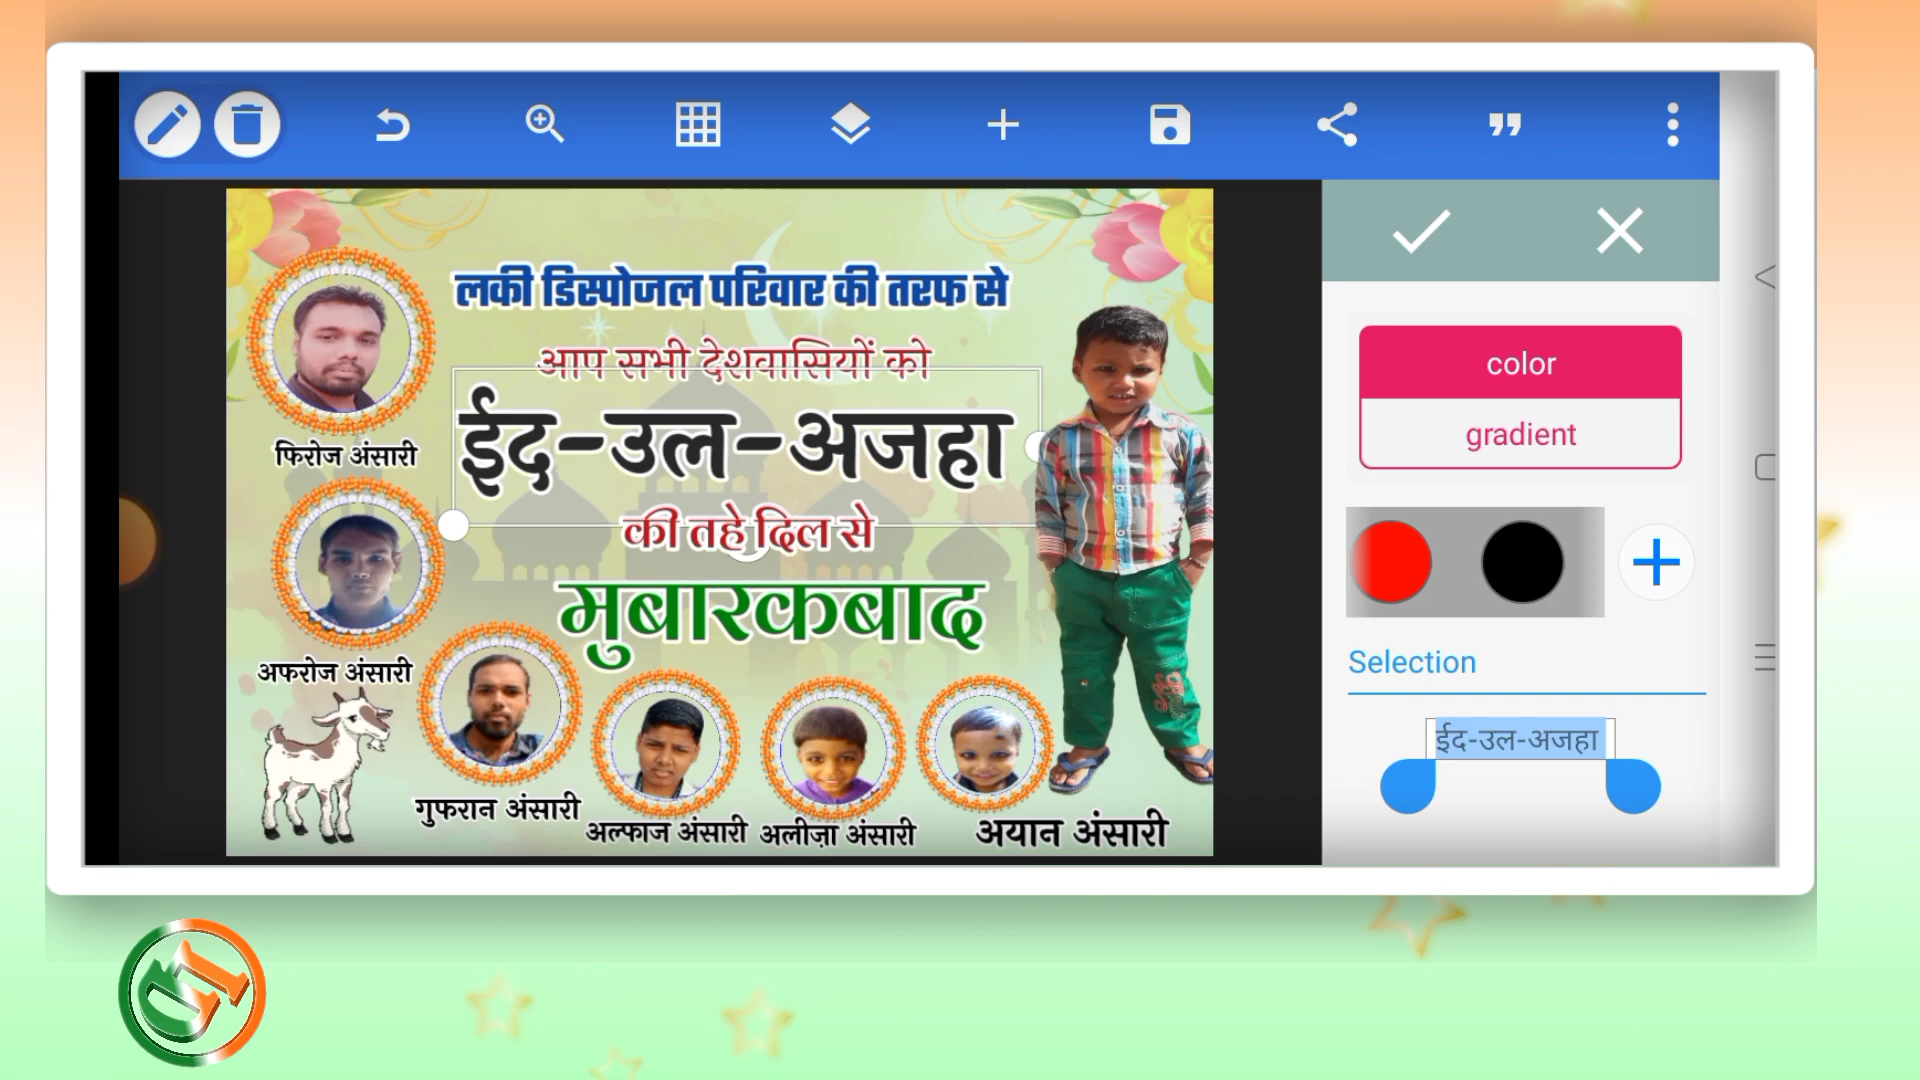 लकी डिस्पोजल परिवार की तरफ से
आप सभी देशवासियों को
ईद-उल-अजहा
की तहे दिल से
मुबारकबाद
फिरोज अंसारी
अफरोज अंसारी
गुफरान अंसारी
अल्फाज अंसारी
अलीज़ा अंसारी
अयान अंसारी
color
gradient
Selection
ईद-उल-अजहा